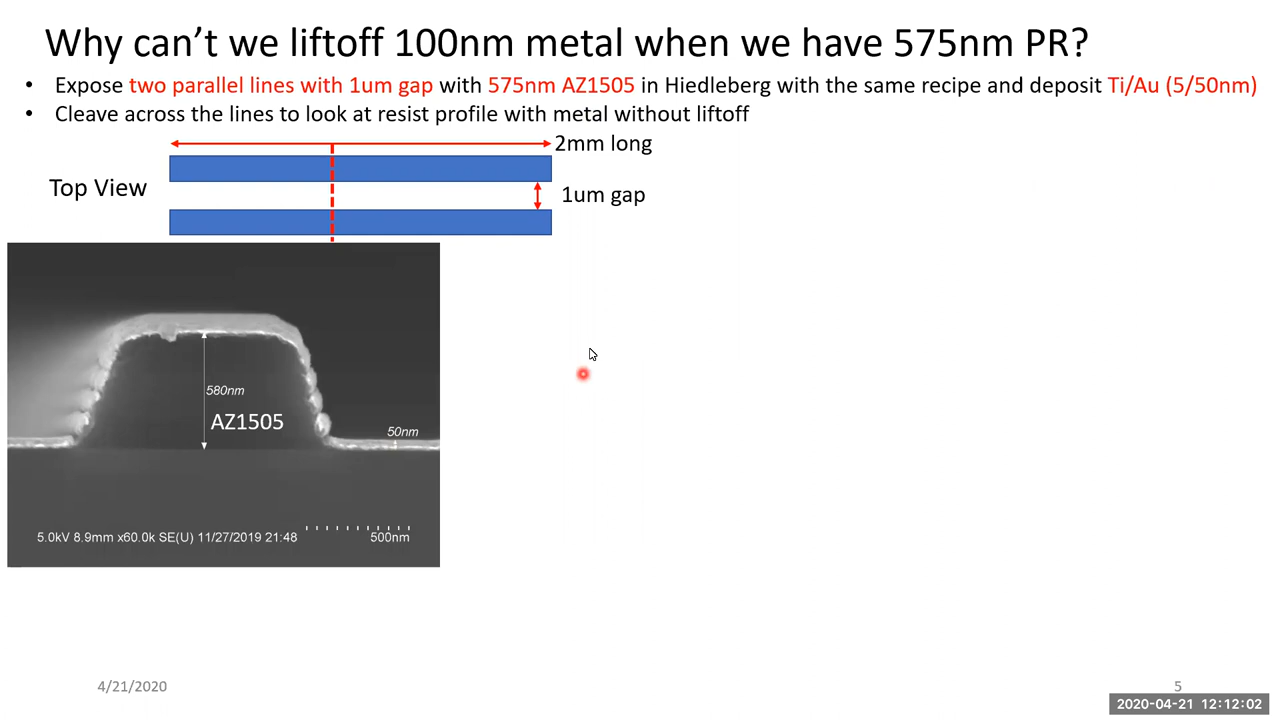 Why can't we liftoff 100nm metal when we have 575nm PR?
• Expose two parallel lines with 1um gap with 575nm AZ1505 in Hiedleberg with the same recipe and deposit Ti/Au (5/50nm)
• Cleave across the lines to look at resist profile with metal without liftoff
2mm long
Top View
1um gap
580nm
AZ1505
50nm
5.0kV 8.9mm x60.0k SE(U) 11/27/2019 21:48
500nm
4/21/2020
5
2020-04-21 12:12:02